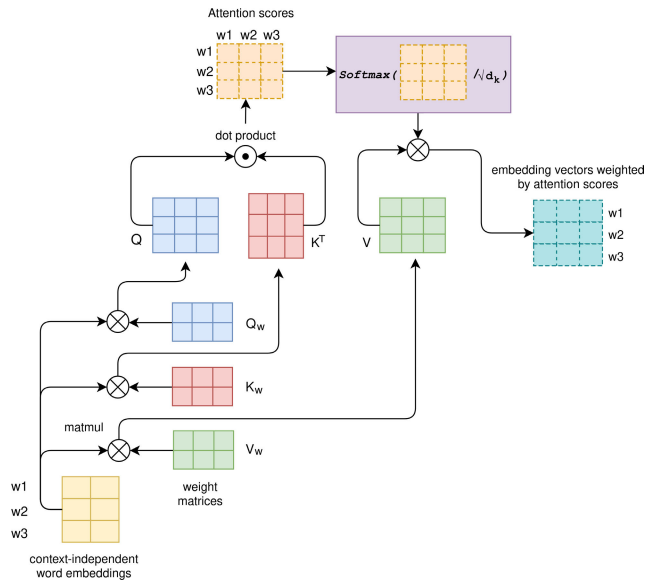 Attention scores
w1 w2 w3
w1
w2
w3
Softmax( /√dk)
dot product
embedding vectors weighted
by attention scores
w1
w2
w3
Q
K^T
V
Qw
Kw
matmul
Vw
w1
w2
w3
weight
matrices
context-independent
word embeddings